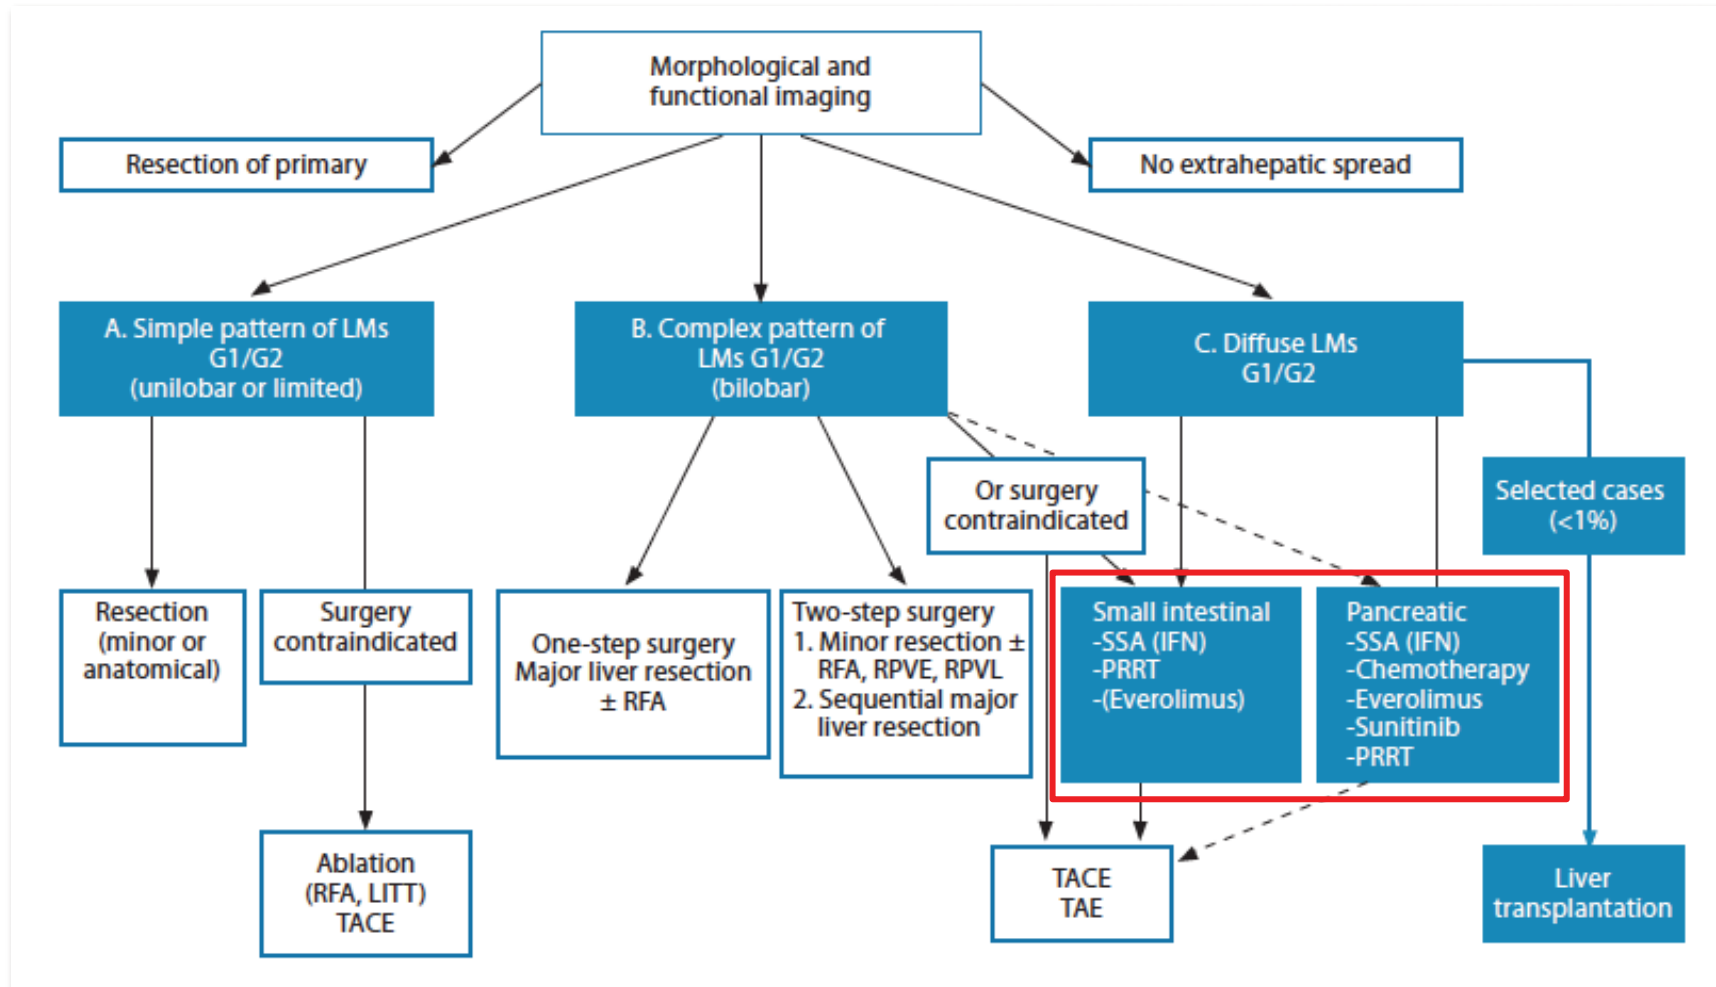 Morphological and
functional imaging
Resection of primary
No extrahepatic spread
A. Simple pattern of LMs
G1/G2
(unilobar or limited)
B. Complex pattern of
LMs G1/G2
(bilobar)
C. Diffuse LMs
G1/G2
Or surgery
contraindicated
Selected cases
(<1%)
Resection
(minor or
anatomical)
Surgery
contraindicated
One-step surgery
Major liver resection
± RFA
Two-step surgery
1. Minor resection ±
RFA, RPVE, RPVL
2. Sequential major
liver resection
Small intestinal
-SSA (IFN)
-PRRT
-(Everolimus)
Pancreatic
-SSA (IFN)
-Chemotherapy
-Everolimus
-Sunitinib
-PRRT
Ablation
(RFA, LITT)
TACE
TACE
TAE
Liver
transplantation